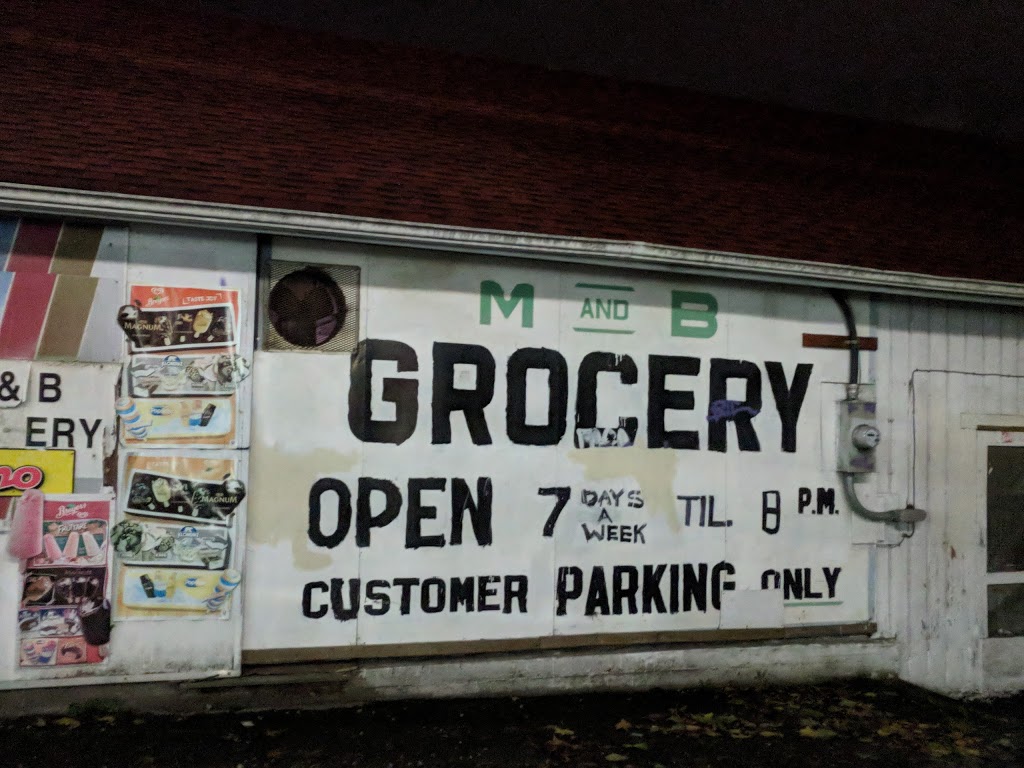 M AND B
GROCERY
OPEN 7 DAYS A WEEK TIL. 8 P.M.
CUSTOMER PARKING ONLY
& B
ERY
MAGNUM
MAGNUM